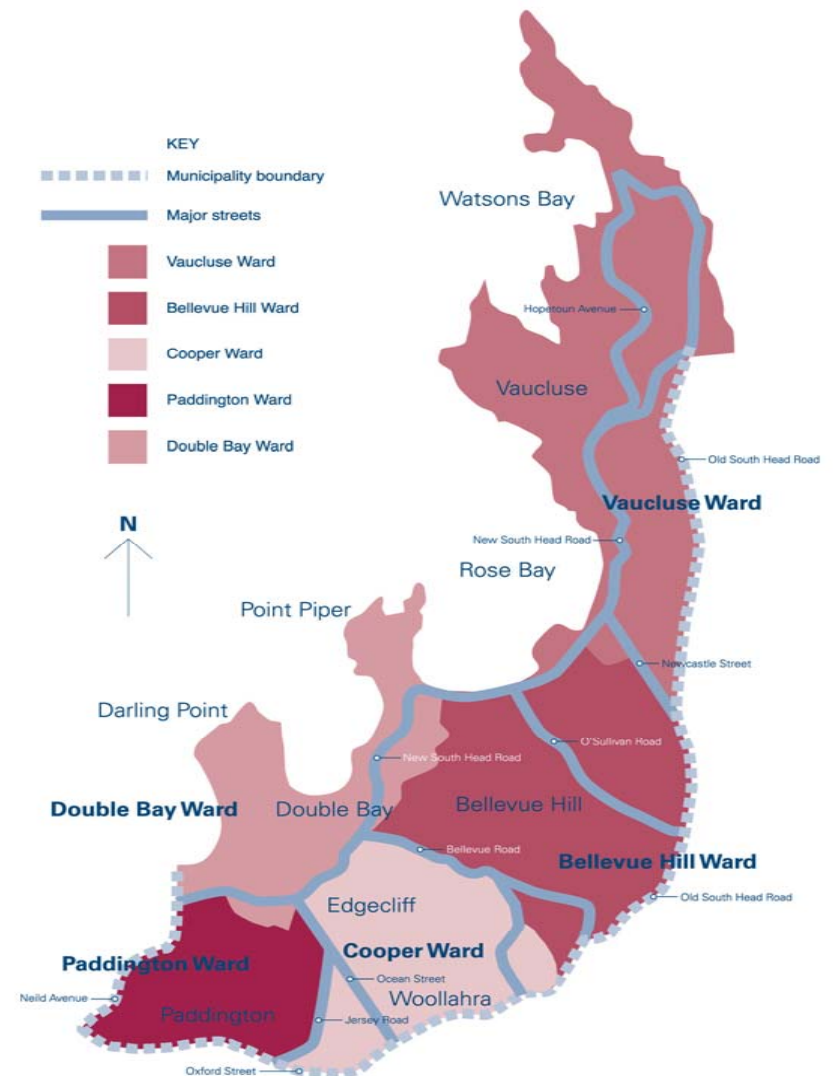 KEY
Municipality boundary
Major streets
Vaucluse Ward
Bellevue Hill Ward
Cooper Ward
Paddington Ward
Double Bay Ward
N
Watsons Bay
Hopetoun Avenue
Vaucluse
Old South Head Road
Vaucluse Ward
New South Head Road
Rose Bay
Point Piper
Newcastle Street
Darling Point
O'Sullivan Road
New South Head Road
Double Bay Ward
Double Bay
Bellevue Hill
Bellevue Road
Bellevue Hill Ward
Old South Head Road
Edgecliff
Cooper Ward
Paddington Ward
Ocean Street
Neild Avenue
Woollahra
Paddington
Jersey Road
Oxford Street